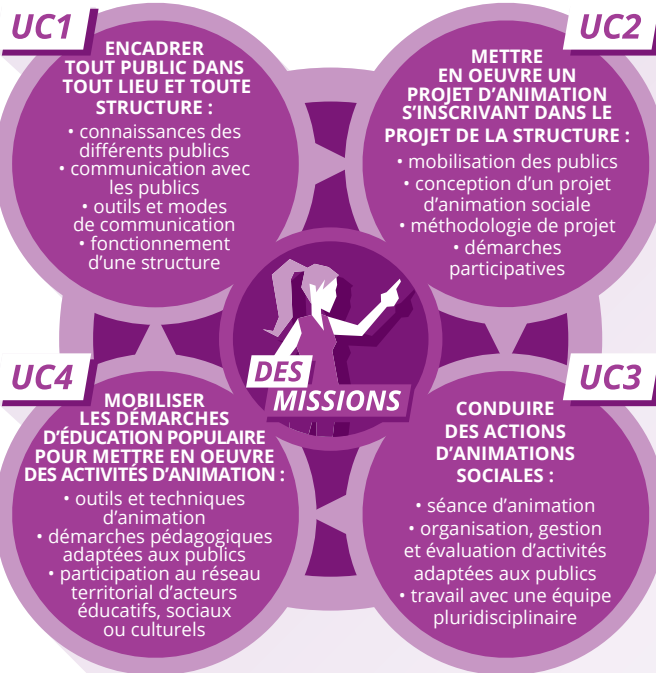 UC1
ENCADRER
TOUT PUBLIC DANS
TOUT LIEU ET TOUTE
STRUCTURE :
• connaissances des
différents publics
• communication avec
les publics
• outils et modes
de communication
• fonctionnement
d’une structure
UC2
METTRE
EN OEUVRE UN
PROJET D’ANIMATION
S’INSCRIVANT DANS LE
PROJET DE LA STRUCTURE :
• mobilisation des publics
• conception d’un projet
d’animation sociale
• méthodologie de projet
• démarches
participatives
DES
MISSIONS
UC4
MOBILISER
LES DÉMARCHES
D’ÉDUCATION POPULAIRE
POUR METTRE EN OEUVRE
DES ACTIVITÉS D’ANIMATION :
• outils et techniques
d’animation
• démarches pédagogiques
adaptées aux publics
• participation au réseau
territorial d’acteurs
éducatifs, sociaux
ou culturels
UC3
CONDUIRE
DES ACTIONS
D’ANIMATIONS
SOCIALES :
• séance d’animation
• organisation, gestion
et évaluation d’activités
adaptées aux publics
• travail avec une équipe
pluridisciplinaire